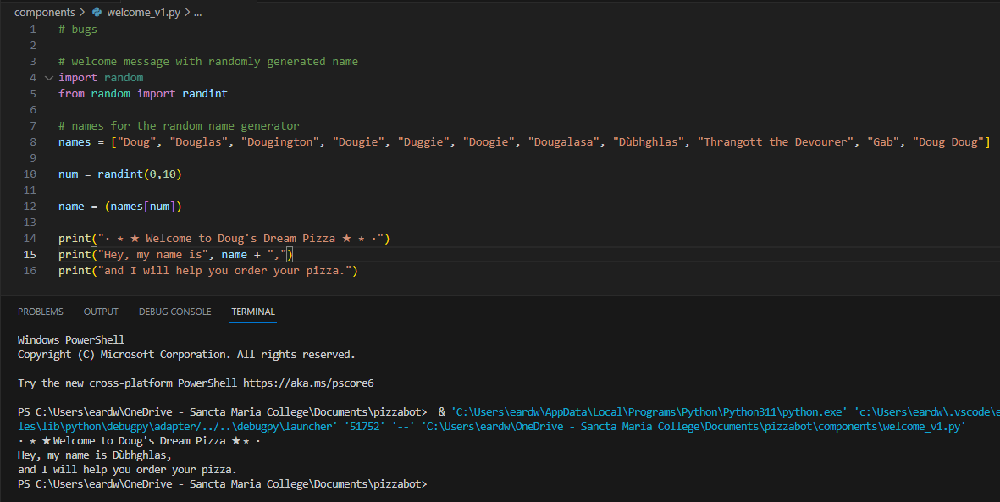 components > welcome_v1.py > ...
1 # bugs
2
3 # welcome message with randomly generated name
4 import random
5 from random import randint
6
7 # names for the random name generator
8 names = ["Doug", "Douglas", "Dougington", "Dougie", "Duggie", "Doogie", "Dougalasa", "Dùbhghlas", "Thrangott the Devourer", "Gab", "Doug Doug"]
9
10 num = randint(0,10)
11
12 name = (names[num])
13
14 print("· ⋆ ★ Welcome to Doug's Dream Pizza ★ ⋆ ·")
15 print("Hey, my name is", name + ",")
16 print("and I will help you order your pizza.")
PROBLEMS OUTPUT DEBUG CONSOLE TERMINAL
Windows PowerShell
Copyright (C) Microsoft Corporation. All rights reserved.
Try the new cross-platform PowerShell https://aka.ms/pscore6
PS C:\Users\eardw\OneDrive - Sancta Maria College\Documents\pizzabot>  & 'C:\Users\eardw\AppData\Local\Programs\Python\Python311\python.exe' 'c:\Users\eardw\.vscode\e
les\lib\python\debugpy\adapter/../..\debugpy\launcher' '51752' '--' 'C:\Users\eardw\OneDrive - Sancta Maria College\Documents\pizzabot\components\welcome_v1.py'
· ⋆ ★Welcome to Doug's Dream Pizza ★⋆ ·
Hey, my name is Dùbhghlas,
and I will help you order your pizza.
PS C:\Users\eardw\OneDrive - Sancta Maria College\Documents\pizzabot>